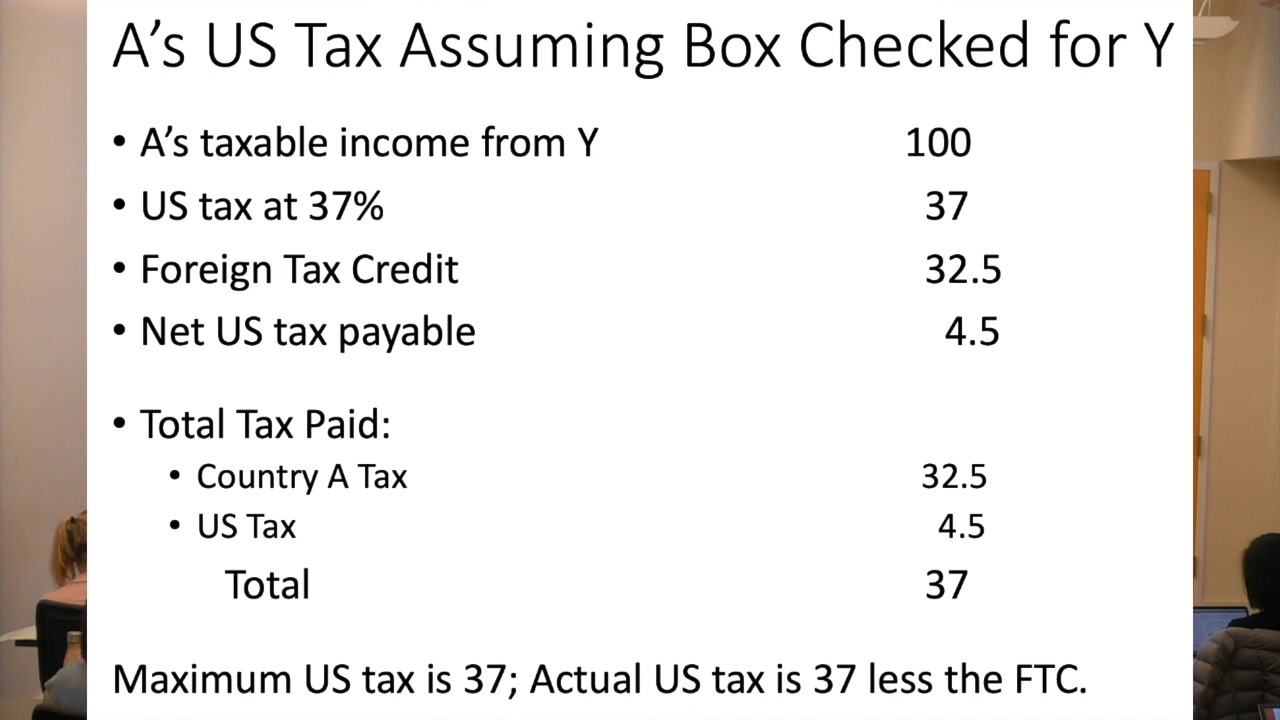 A's US Tax Assuming Box Checked for Y
• A's taxable income from Y 100
• US tax at 37% 37
• Foreign Tax Credit 32.5
• Net US tax payable 4.5
• Total Tax Paid:
• Country A Tax 32.5
• US Tax 4.5
Total 37
Maximum US tax is 37; Actual US tax is 37 less the FTC.